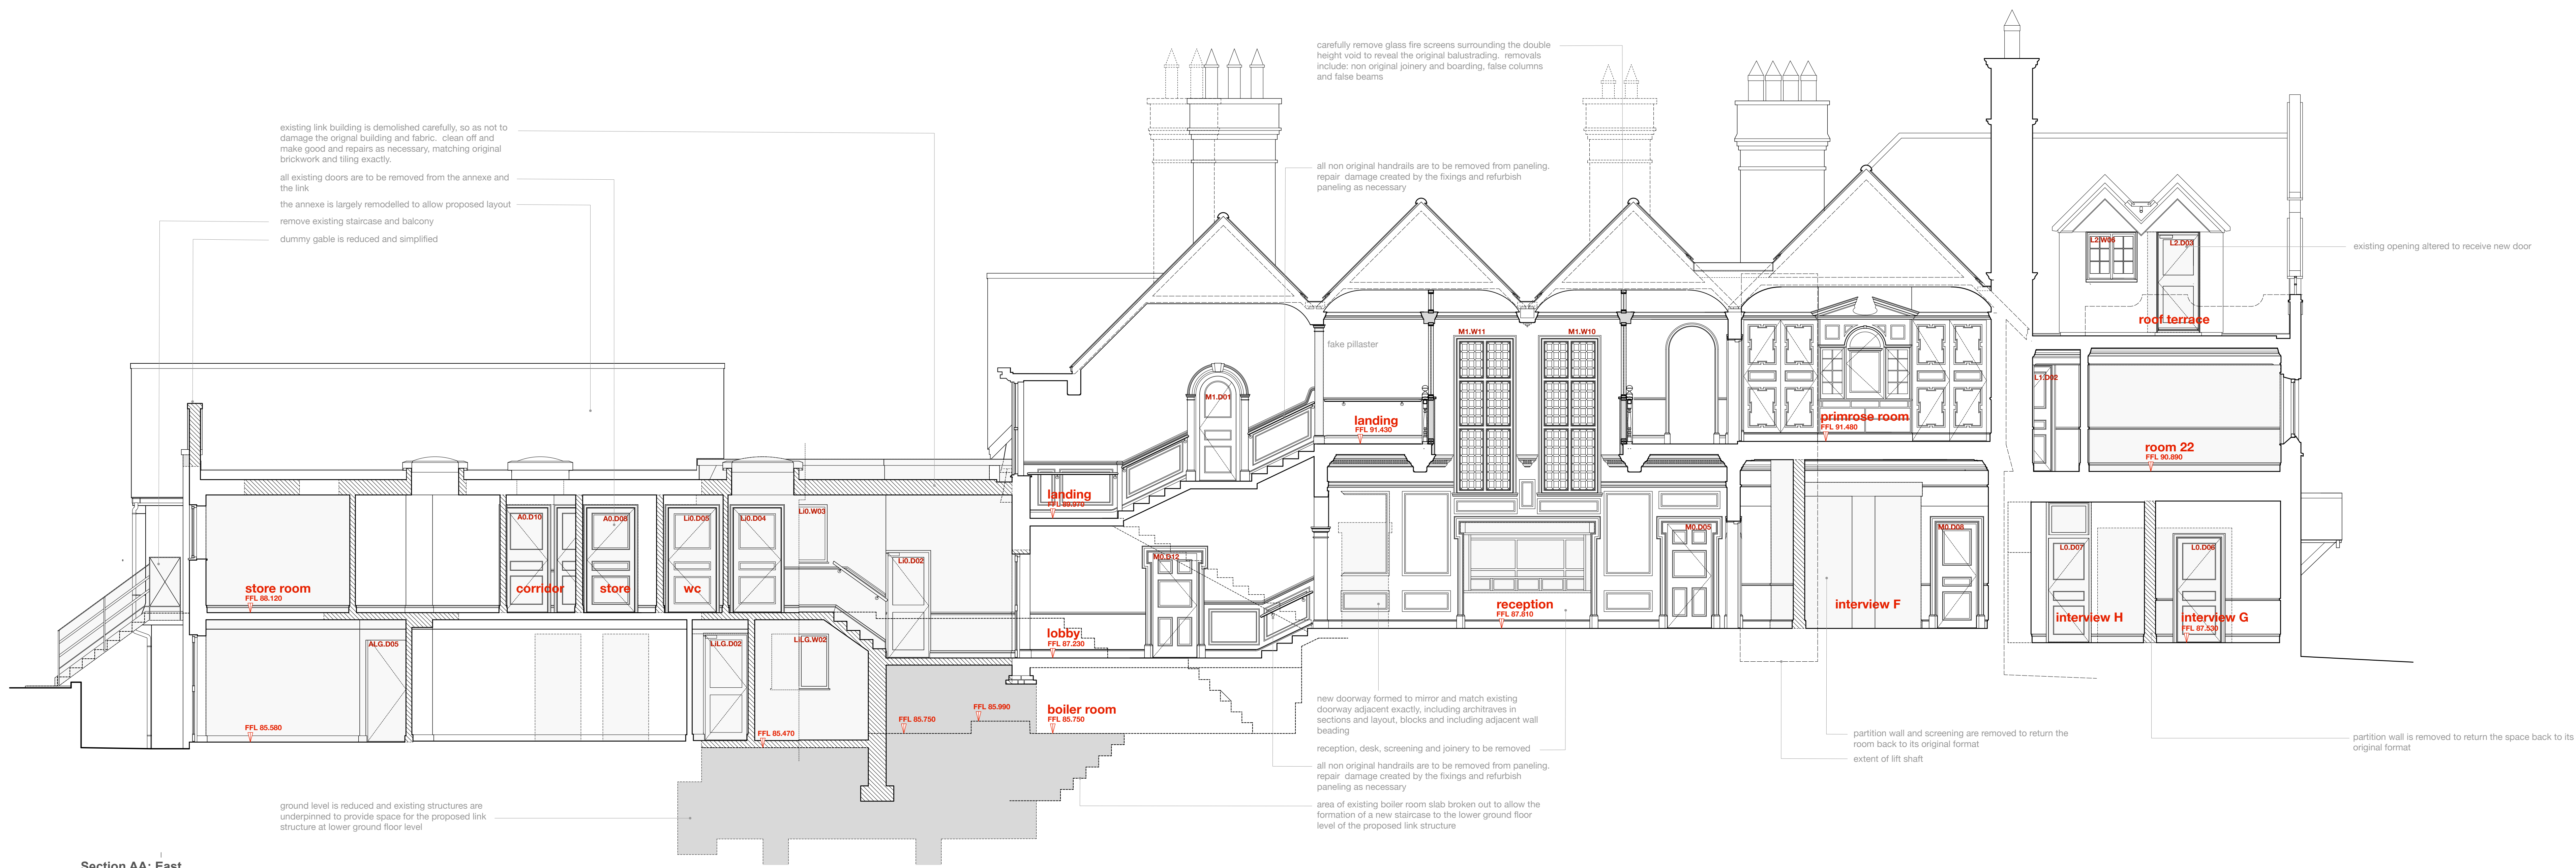 carefully remove glass fire screens surrounding the double
height void to reveal the original balustrading.  removals
include: non original joinery and boarding, false columns
and false beams
existing link building is demolished carefully, so as not to
damage the orignal building and fabric.  clean off and
make good and repairs as necessary, matching original
brickwork and tiling exactly.
all existing doors are to be removed from the annexe and
the link
the annexe is largely remodelled to allow proposed layout
remove existing staircase and balcony
dummy gable is reduced and simplified
all non original handrails are to be removed from paneling.
repair  damage created by the fixings and refurbish
paneling as necessary
L2.W06
L2.D03
existing opening altered to receive new door
roof terrace
M1.W11
M1.W10
fake pillaster
L1.D02
M1.D01
landing
FFL 91.430
primrose room
FFL 91.480
room 22
FFL 90.890
landing
FFL 89.970
A0.D10
A0.D08
Li0.D05
Li0.D04
Li0.W03
M0.D05
M0.D08
L0.D07
L0.D06
Li0.D02
M0.D12
store room
FFL 88.120
corridor
store
wc
reception
FFL 87.810
interview F
interview H
interview G
FFL 87.530
lobby
FFL 87.230
ALG.D05
LiLG.D02
LiLG.W02
boiler room
FFL 85.750
FFL 85.990
FFL 85.750
FFL 85.580
FFL 85.470
new doorway formed to mirror and match existing
doorway adjacent exactly, including architraves in
sections and layout, blocks and including adjacent wall
beading
reception, desk, screening and joinery to be removed
all non original handrails are to be removed from paneling.
repair  damage created by the fixings and refurbish
paneling as necessary
area of existing boiler room slab broken out to allow the
formation of a new staircase to the lower ground floor
level of the proposed link structure
partition wall and screening are removed to return the
room back to its original format
extent of lift shaft
partition wall is removed to return the space back to its
original format
ground level is reduced and existing structures are
underpinned to provide space for the proposed link
structure at lower ground floor level
Section AA: East